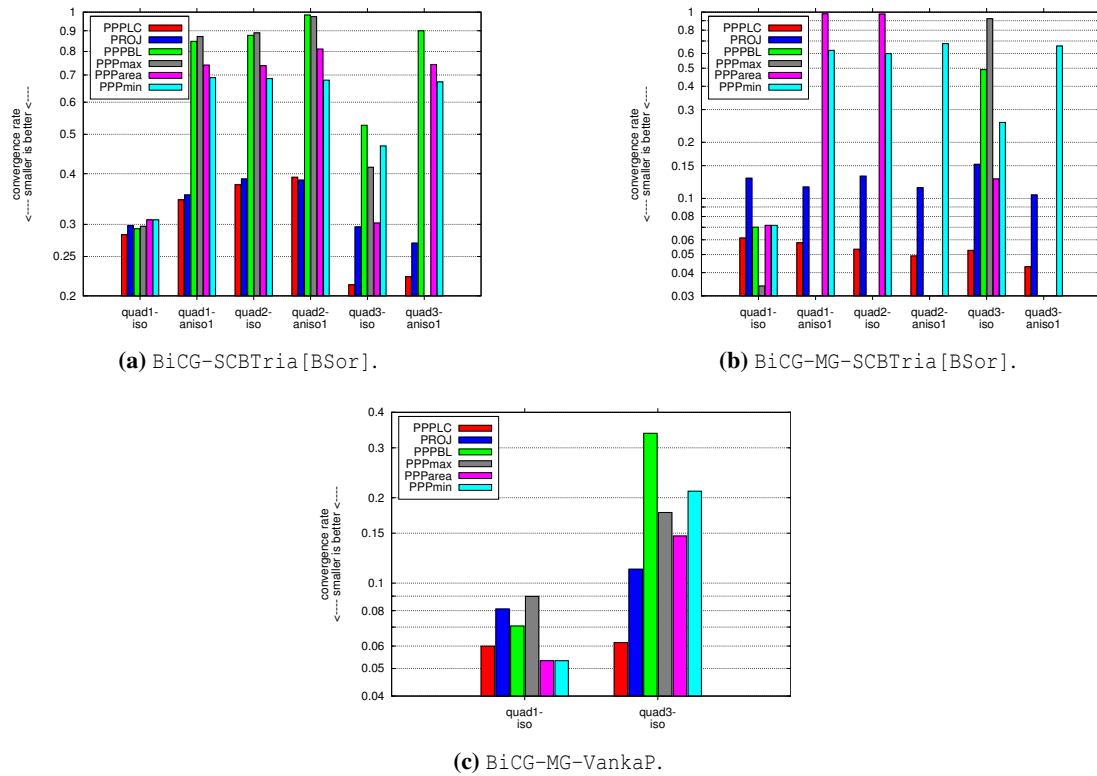 convergence rate
<---- smaller is better <----
1
0.9
0.8
0.7
0.6
0.5
0.4
0.3
0.25
0.2
PPPLC
PROJ
PPPBL
PPPmax
PPParea
PPPmin
quad1-
iso
quad1-
aniso1
quad2-
iso
quad2-
aniso1
quad3-
iso
quad3-
aniso1
(a) BiCG-SCBTria[BSor].
convergence rate
<---- smaller is better <----
1
0.8
0.6
0.5
0.4
0.3
0.2
0.15
0.1
0.08
0.06
0.05
0.04
0.03
PPPLC
PROJ
PPPBL
PPPmax
PPParea
PPPmin
quad1-
iso
quad1-
aniso1
quad2-
iso
quad2-
aniso1
quad3-
iso
quad3-
aniso1
(b) BiCG-MG-SCBTria[BSor].
convergence rate
<---- smaller is better <----
0.4
0.3
0.2
0.15
0.1
0.08
0.06
0.05
0.04
PPPLC
PROJ
PPPBL
PPPmax
PPParea
PPPmin
quad1-
iso
quad3-
iso
(c) BiCG-MG-VankaP.